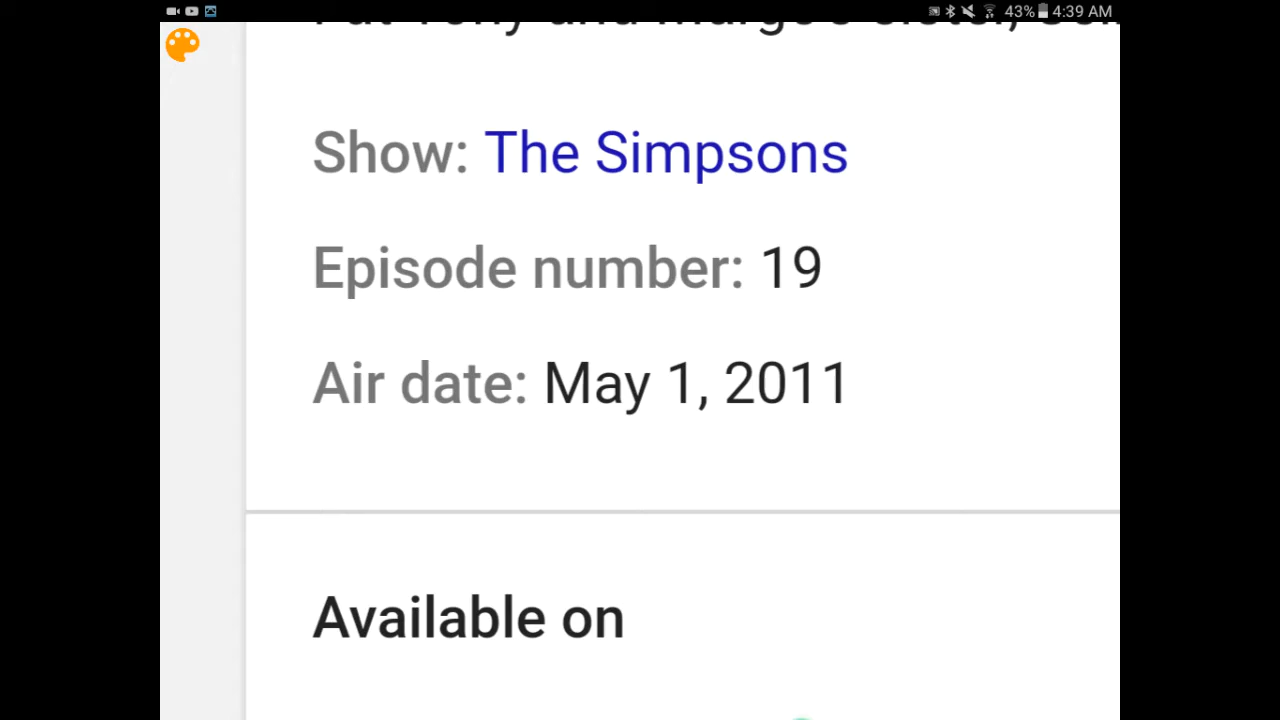 43% 4:39 AM
Show: The Simpsons
Episode number: 19
Air date: May 1, 2011
Available on